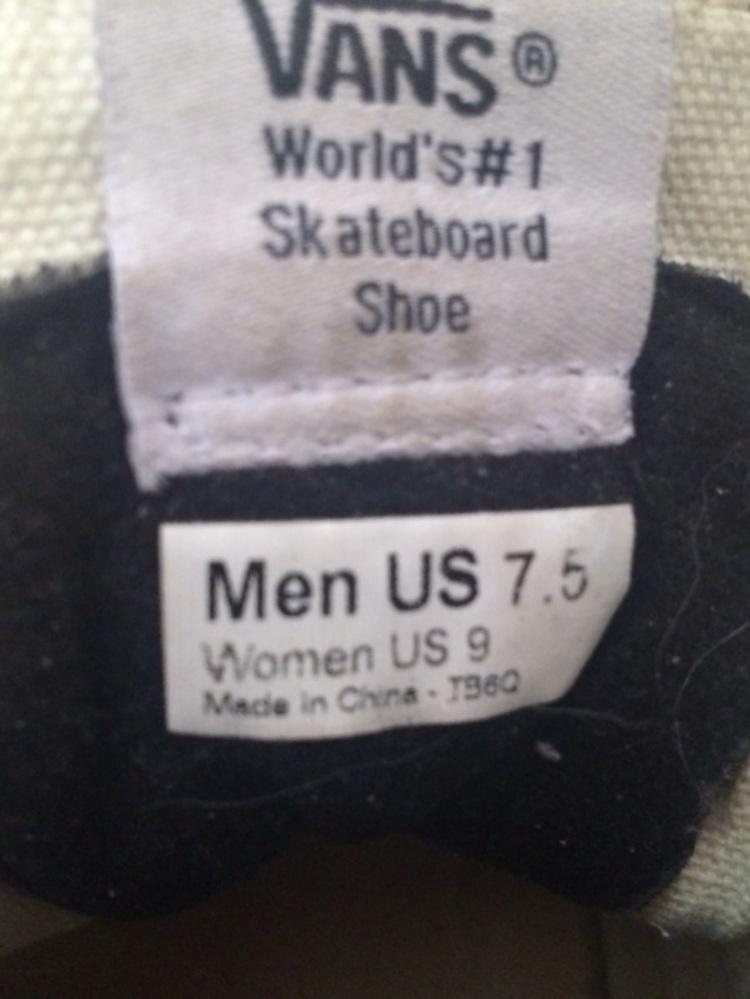 VANS®
World's #1
Skateboard
Shoe
Men US 7.5
Women US 9
Made in China - TB6Q